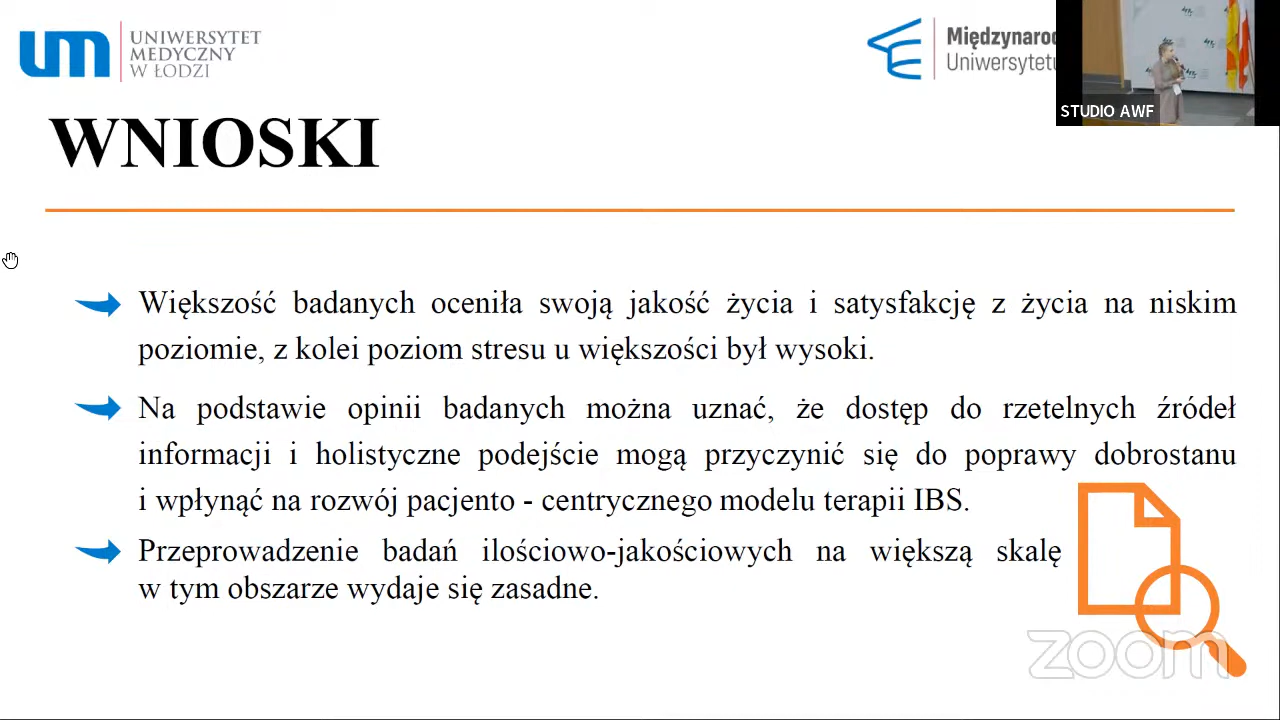 UNIWERSYTET
MEDYCZNY
W ŁODZI
Uniwersytetu
STUDIO AWF
WNIOSKI
Większość badanych oceniła swoją jakość życia i satysfakcję z życia na niskim
poziomie, z kolei poziom stresu u większości był wysoki.
Na podstawie opinii badanych można uznać, że dostęp do rzetelnych źródeł
informacji i holistyczne podejście mogą przyczynić się do poprawy dobrostanu
i wpłynąć na rozwój pacjento - centrycznego modelu terapii IBS.
Przeprowadzenie badań ilościowo-jakościowych na większą skalę
w tym obszarze wydaje się zasadne.
zoom